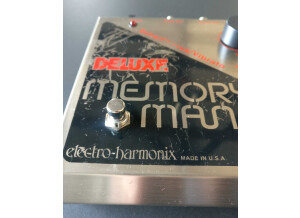 DELUXE
MEMORY
MAN
electro-harmonix MADE IN U.S.A.